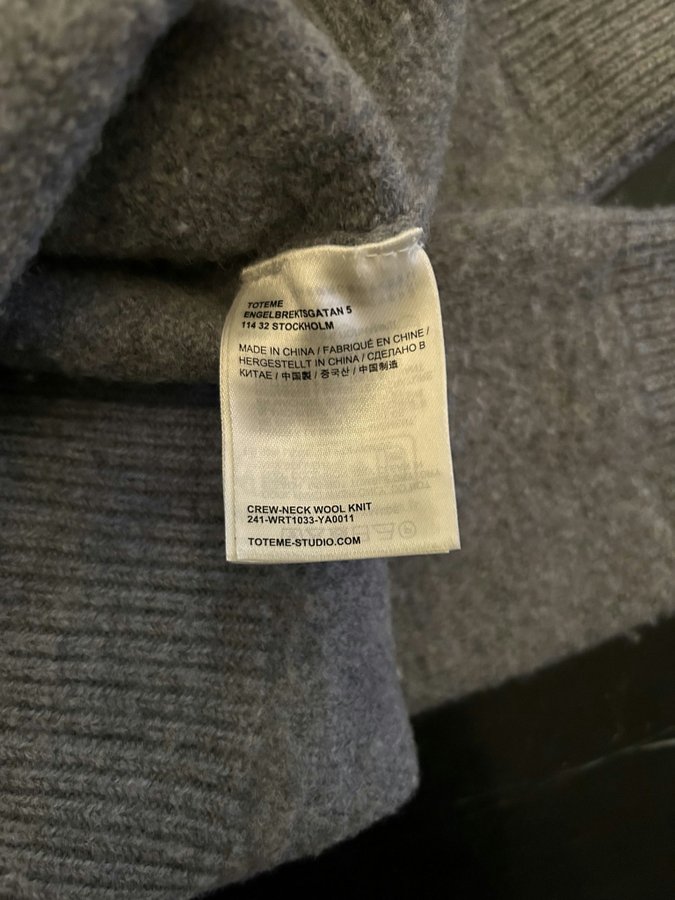 TOTEME
ENGELBREKTSGATAN 5
114 32 STOCKHOLM
MADE IN CHINA / FABRIQUÉ EN CHINE /
HERGESTELLT IN CHINA / СДЕЛАНО В
КИТАЕ / 中国製 / 중국산 / 中国制造
CREW-NECK WOOL KNIT
241-WRT1033-YA0011
TOTEME-STUDIO.COM